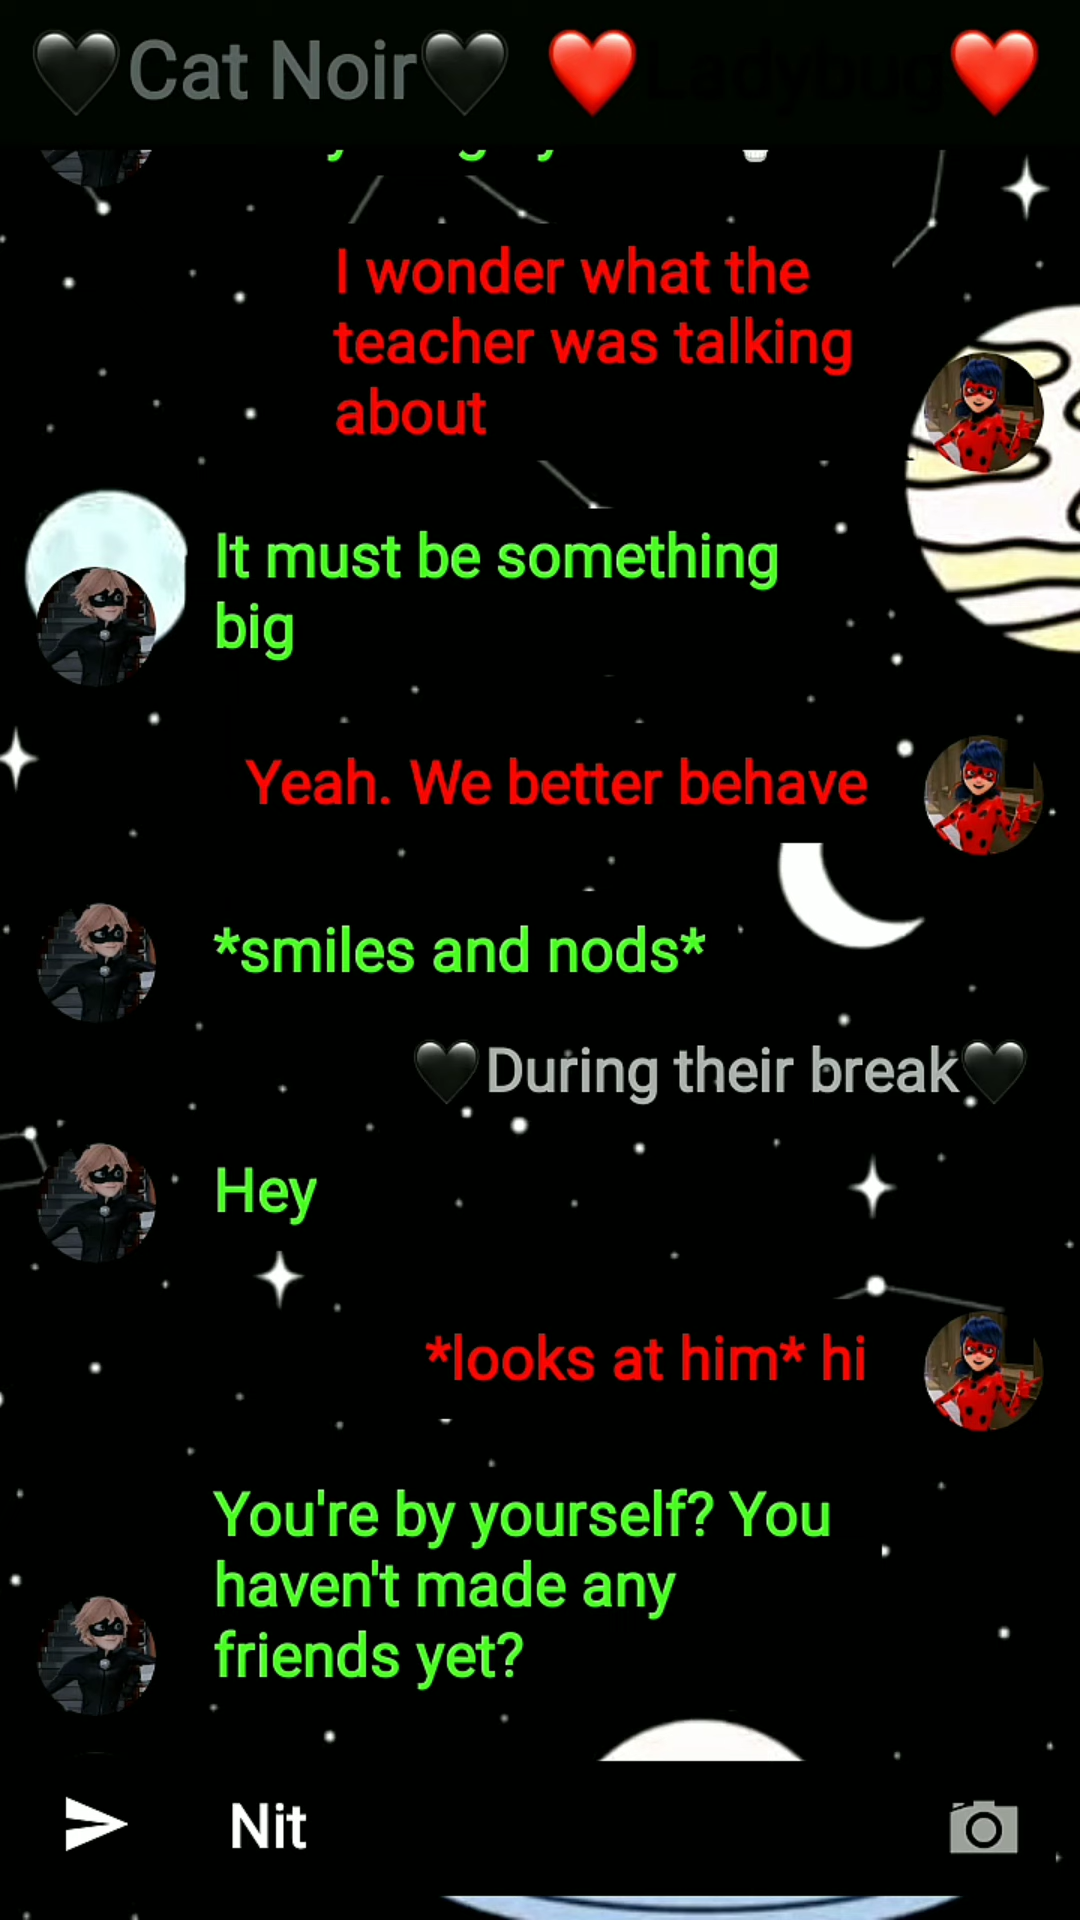 🖤Cat Noir🖤 ❤️Ladybug❤️
I wonder what the
teacher was talking
about
It must be something
big
Yeah. We better behave
*smiles and nods*
🖤During their break🖤
Hey
*looks at him* hi
You're by yourself? You
haven't made any
friends yet?
Nit